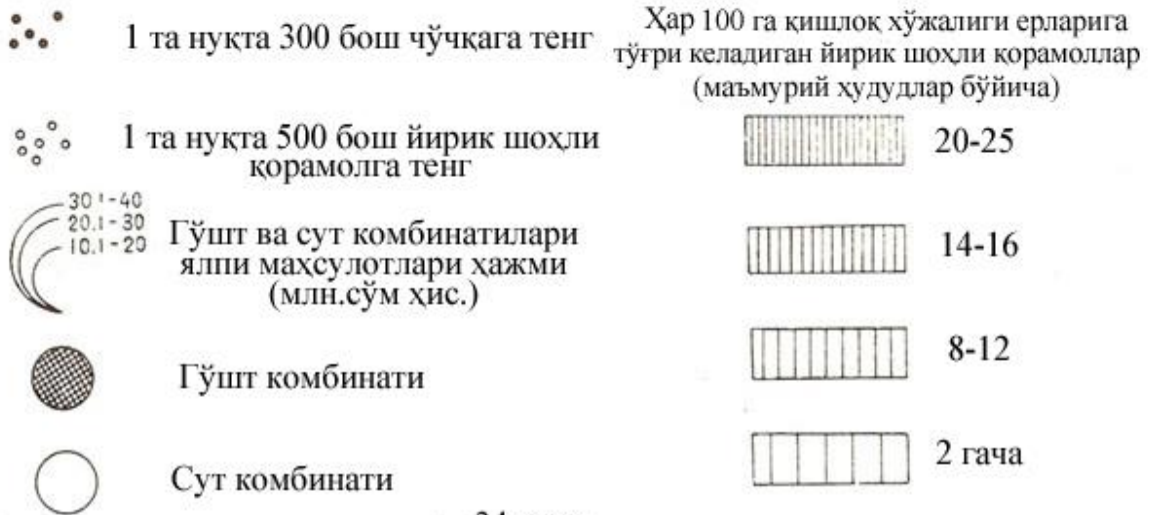 1 та нуқта 300 бош чўчқага тенг
1 та нуқта 500 бош йирик шоҳли
қорамолга тенг
30 1-40
20.1-30
10.1-20
Гўшт ва сут комбинатилари
ялпи маҳсулотлари ҳажми
(млн.сўм ҳис.)
Гўшт комбинати
Сут комбинати
Ҳар 100 га қишлоқ хўжалиги ерларига
тўғри келадиган йирик шоҳли қорамоллар
(маъмурий ҳудудлар бўйича)
20-25
14-16
8-12
2 гача